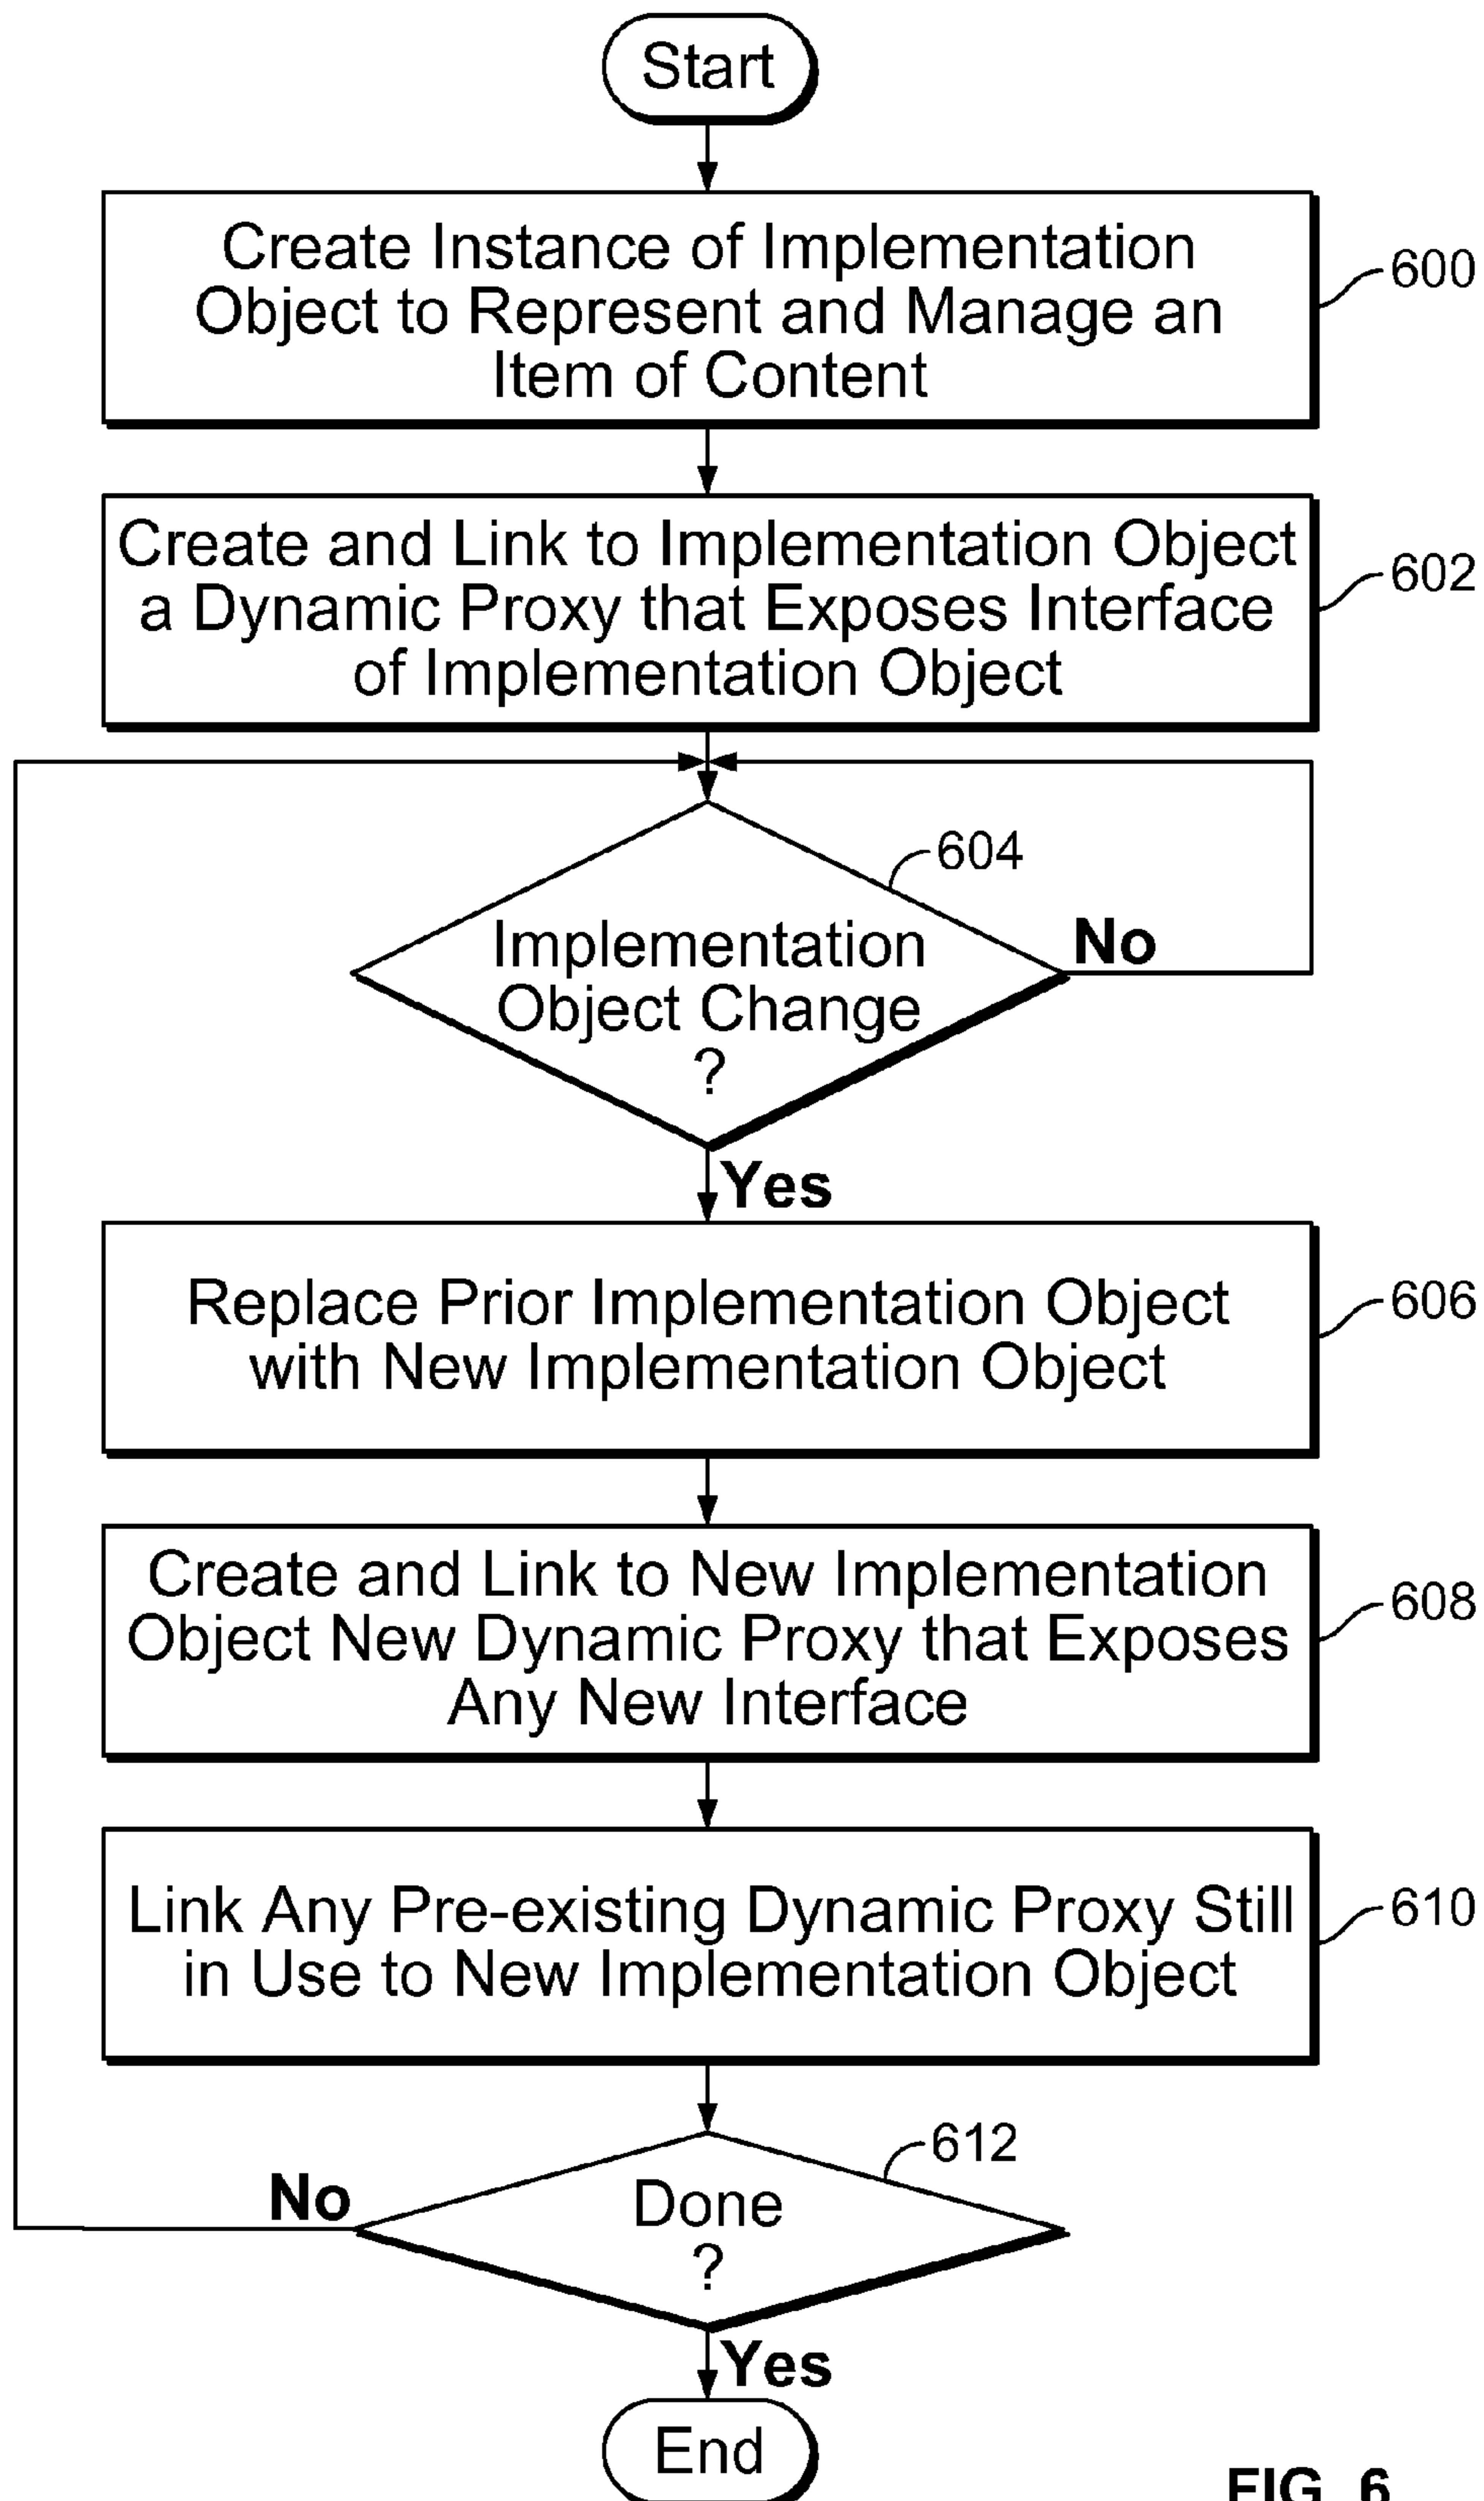 Start
Create Instance of Implementation
Object to Represent and Manage an
Item of Content
600
Create and Link to Implementation Object
a Dynamic Proxy that Exposes Interface
of Implementation Object
602
604
Implementation
Object Change
?
No
Yes
Replace Prior Implementation Object
with New Implementation Object
606
Create and Link to New Implementation
Object New Dynamic Proxy that Exposes
Any New Interface
608
Link Any Pre-existing Dynamic Proxy Still
in Use to New Implementation Object
610
612
Done
?
No
Yes
End
FIG. 6